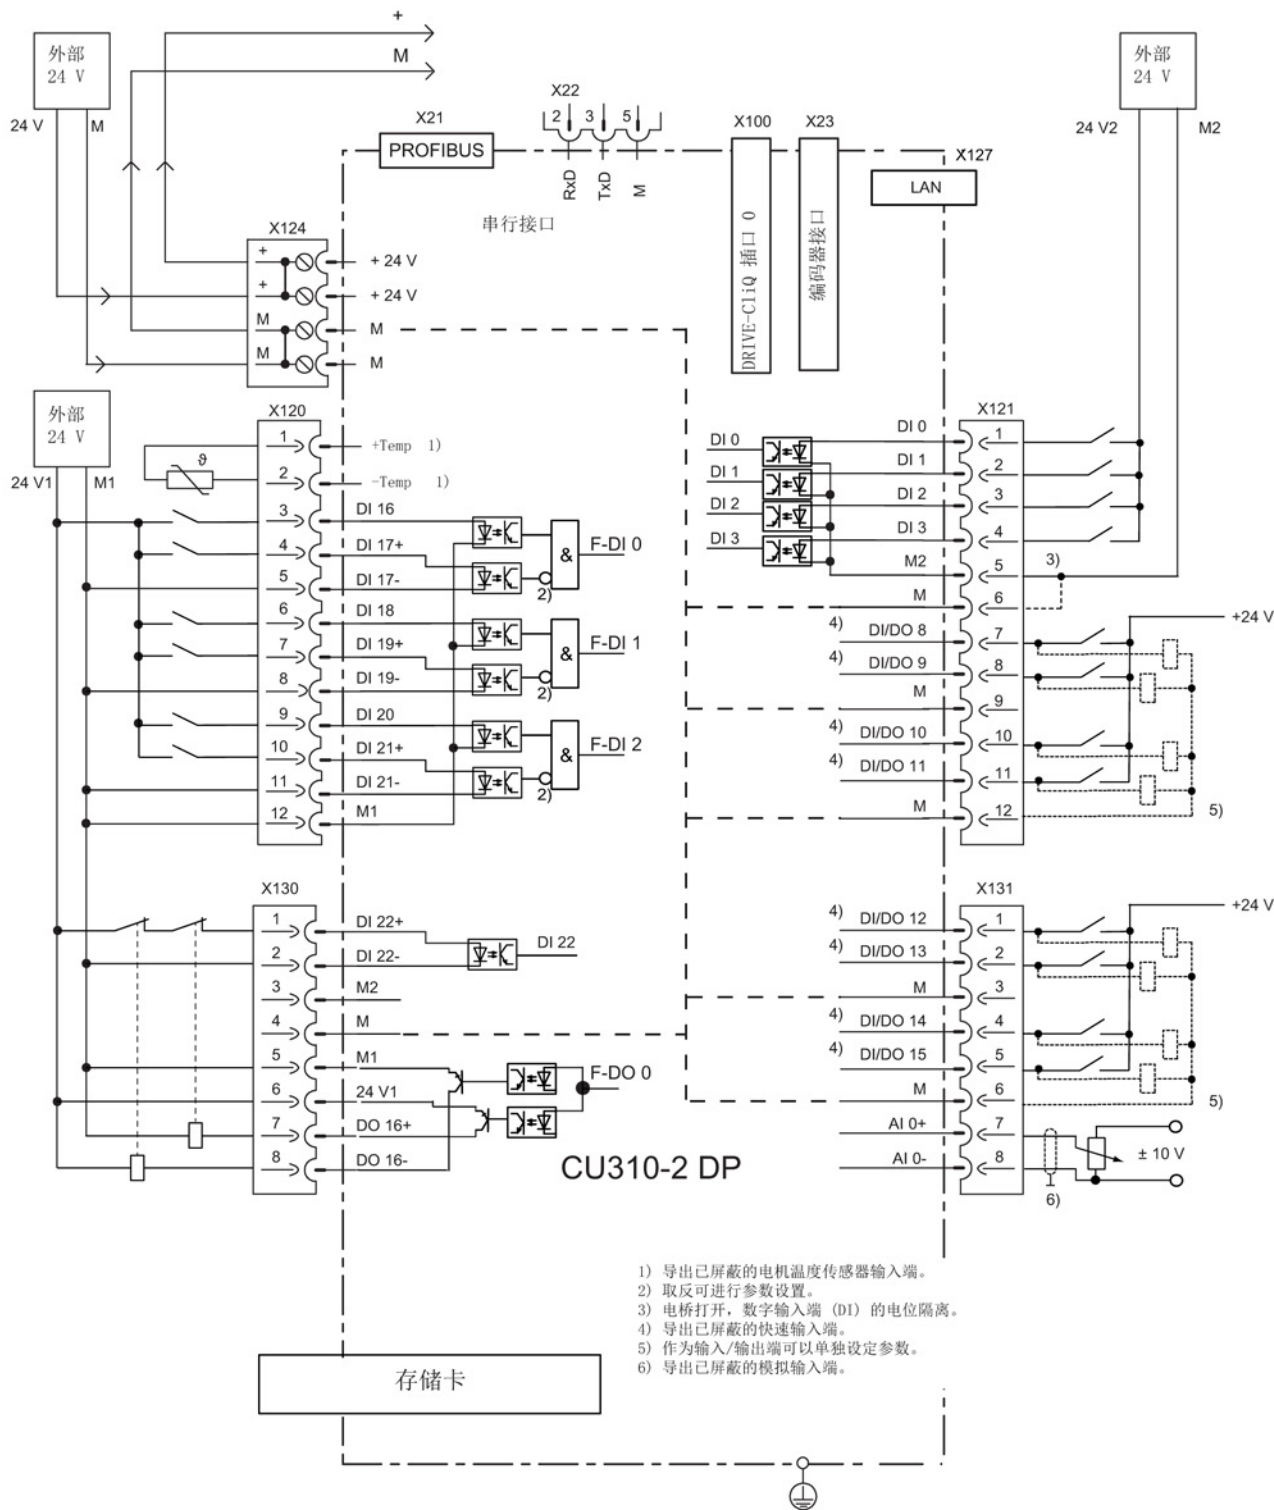 +
M
外部
24 V
24 V
M
X21
PROFIBUS
X22
2 3 5
RxD
TxD
M
串行接口
X100
DRIVE-CliQ 插口 0
X23
编码器接口
X127
LAN
外部
24 V
24 V2
M2
X124
+ + 24 V
+ + 24 V
M M
M M
外部
24 V
24 V1
M1
X120
ϑ
1 +Temp 1)
2 -Temp 1)
3 DI 16
4 DI 17+
5 DI 17-
6 DI 18
7 DI 19+
8 DI 19-
9 DI 20
10 DI 21+
11 DI 21-
12 M1
& F-DI 0
2)
& F-DI 1
2)
& F-DI 2
2)
X121
DI 0 DI 0 1
DI 1 DI 1 2
DI 2 DI 2 3
DI 3 DI 3 4
M2 5 3)
M 6
+24 V
4) DI/DO 8 7
4) DI/DO 9 8
M 9
4) DI/DO 10 10
4) DI/DO 11 11
M 12 5)
X130
1 DI 22+
2 DI 22-
DI 22
3 M2
4 M
5 M1
6 24 V1
7 DO 16+
8 DO 16-
F-DO 0
X131
+24 V
4) DI/DO 12 1
4) DI/DO 13 2
M 3
4) DI/DO 14 4
4) DI/DO 15 5
M 6 5)
AI 0+ 7
AI 0- 8
± 10 V
6)
CU310-2 DP
1) 导出已屏蔽的电机温度传感器输入端。
2) 取反可进行参数设置。
3) 电桥打开，数字输入端 (DI) 的电位隔离。
4) 导出已屏蔽的快速输入端。
5) 作为输入/输出端可以单独设定参数。
6) 导出已屏蔽的模拟输入端。
存储卡